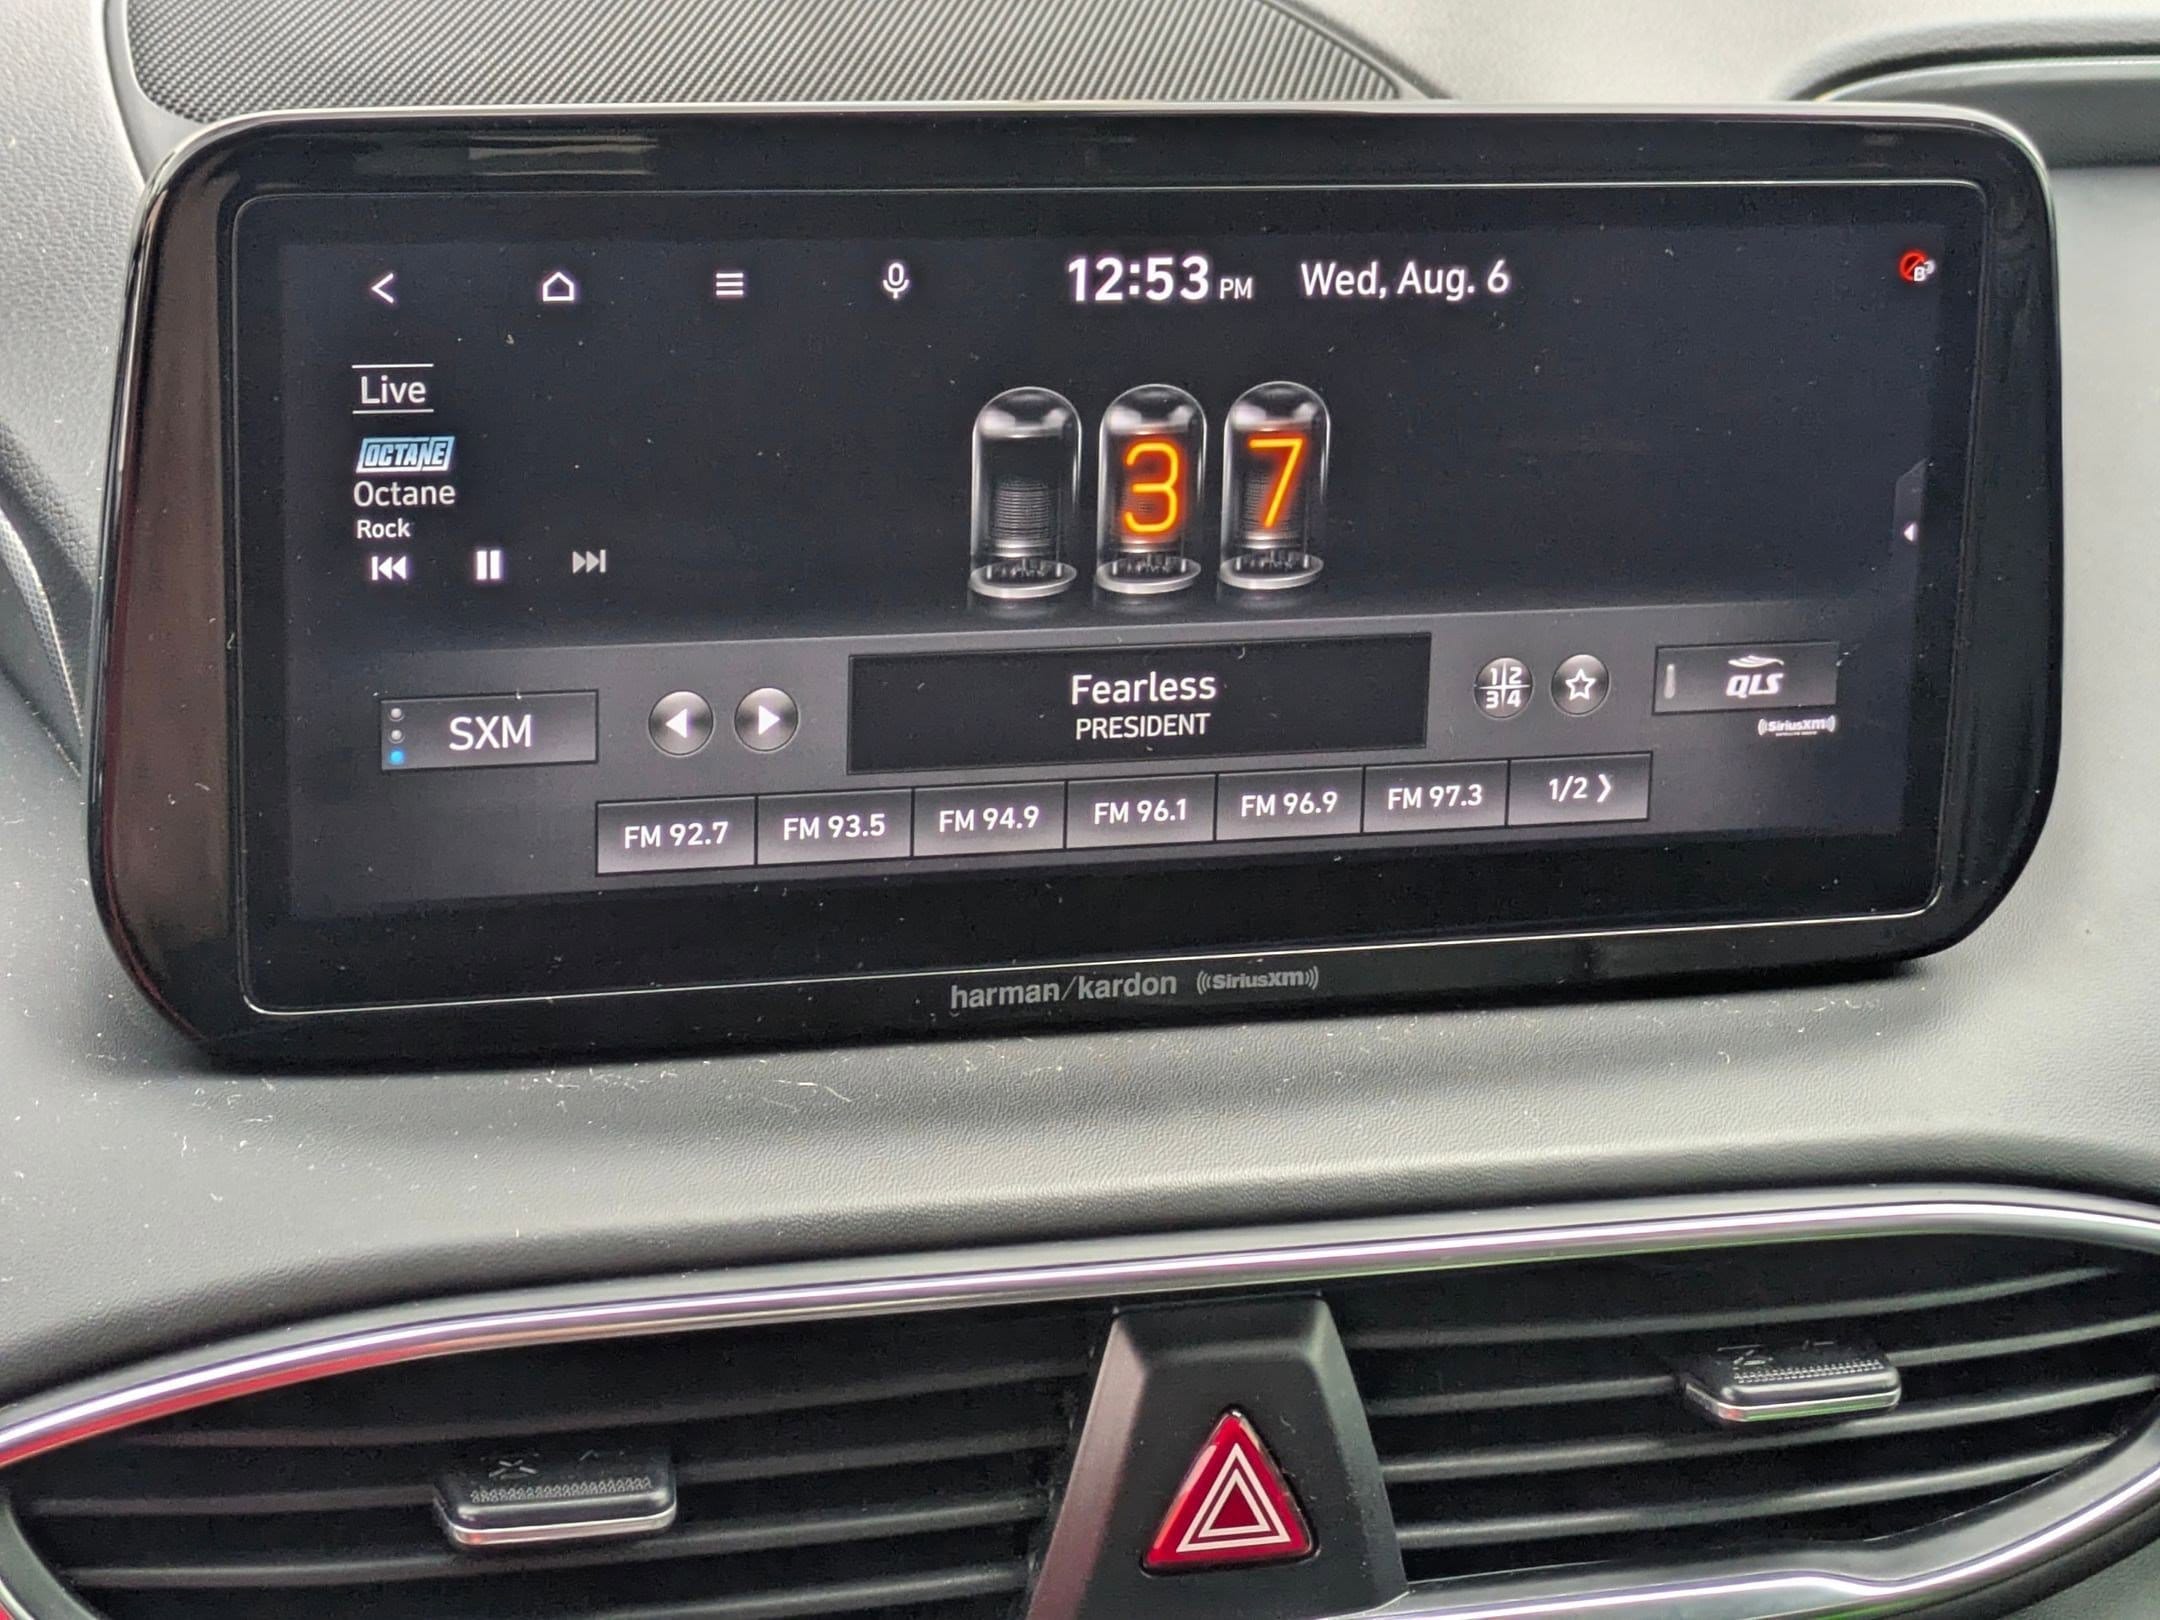 12:53 PM Wed, Aug. 6
Live
OCTANE
Octane
Rock
37
Fearless
PRESIDENT
SXM
1 2
3 4
QLS
((SiriusXM))
FM 92.7 FM 93.5 FM 94.9 FM 96.1 FM 96.9 FM 97.3 1/2 ❯
harman/kardon ((SiriusXM))